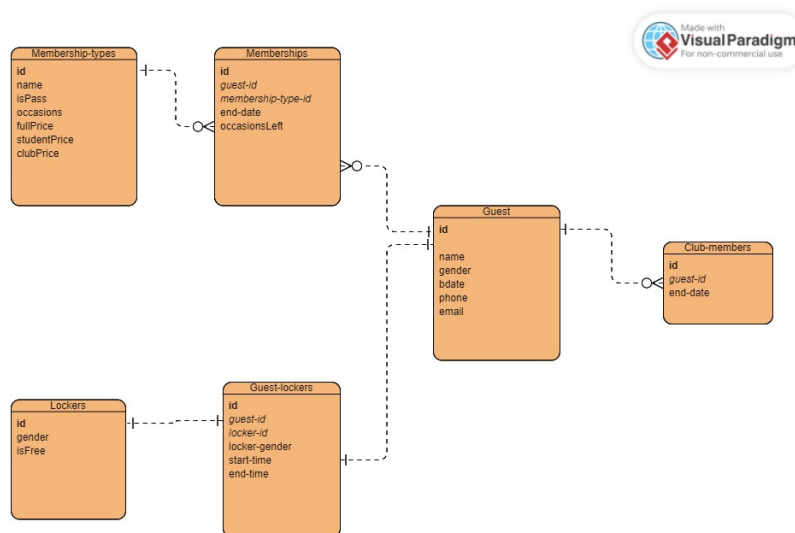 Made with
VisualParadigm
For non-commercial use
Membership-types
id
name
isPass
occasions
fullPrice
studentPrice
clubPrice
Memberships
id
guest-id
membership-type-id
end-date
occasionsLeft
Guest
id
name
gender
bdate
phone
email
Club-members
id
guest-id
end-date
Lockers
id
gender
isFree
Guest-lockers
id
guest-id
locker-id
locker-gender
start-time
end-time